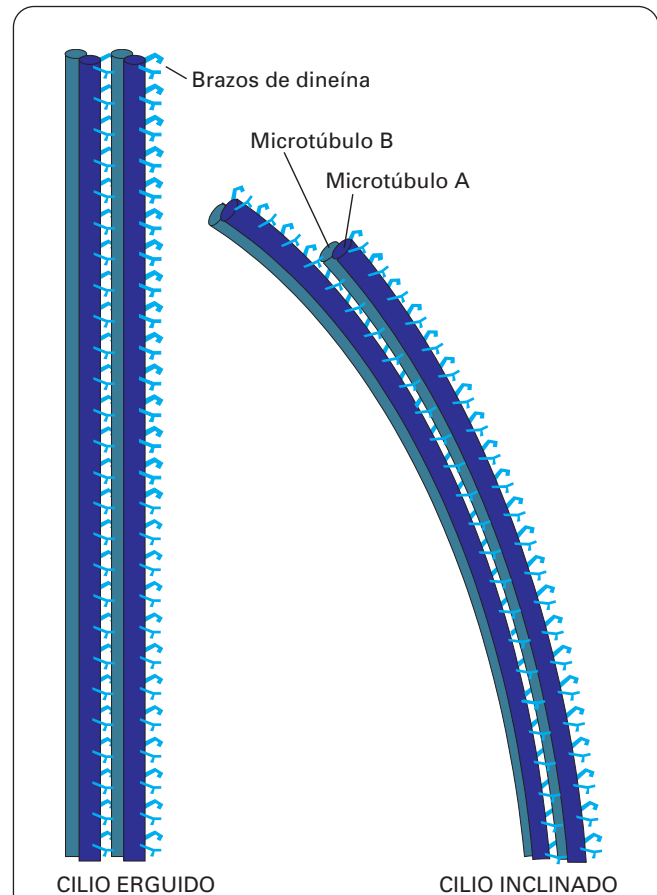 Brazos de dineína
Microtúbulo B
Microtúbulo A
CILIO ERGUIDO
CILIO INCLINADO